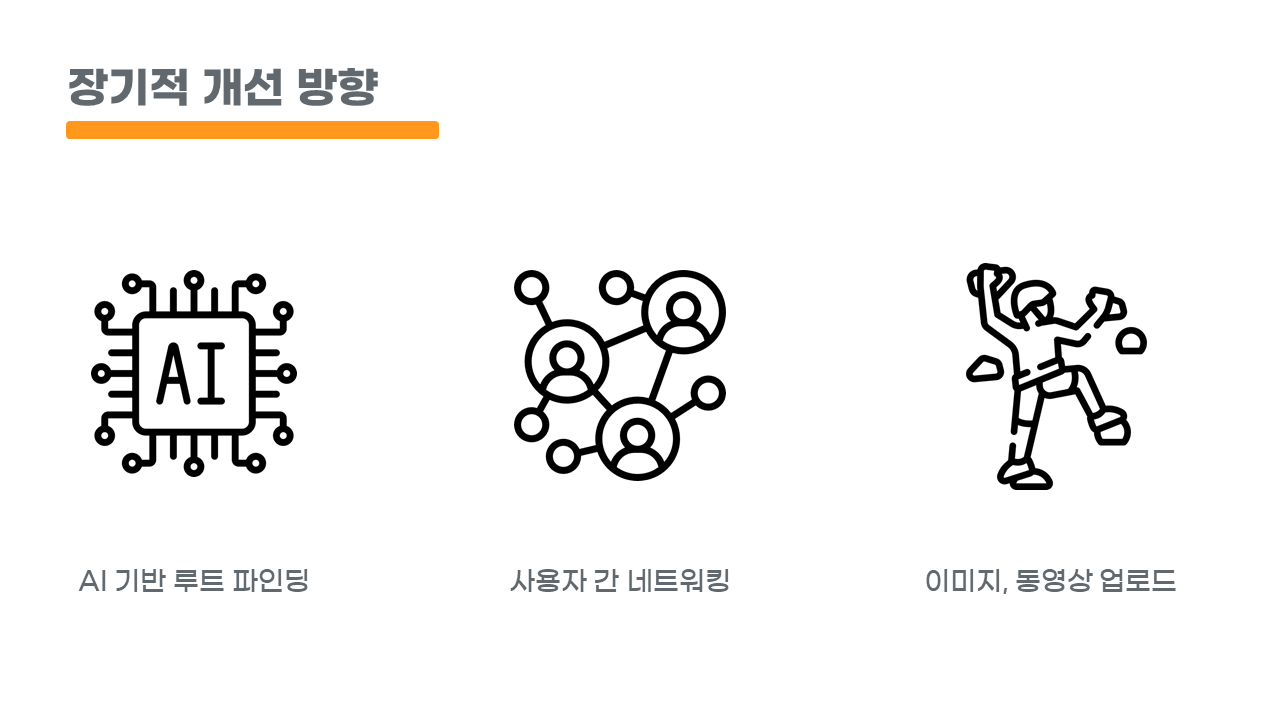 장기적 개선 방향
AI
AI 기반 루트 파인딩
사용자 간 네트워킹
이미지, 동영상 업로드